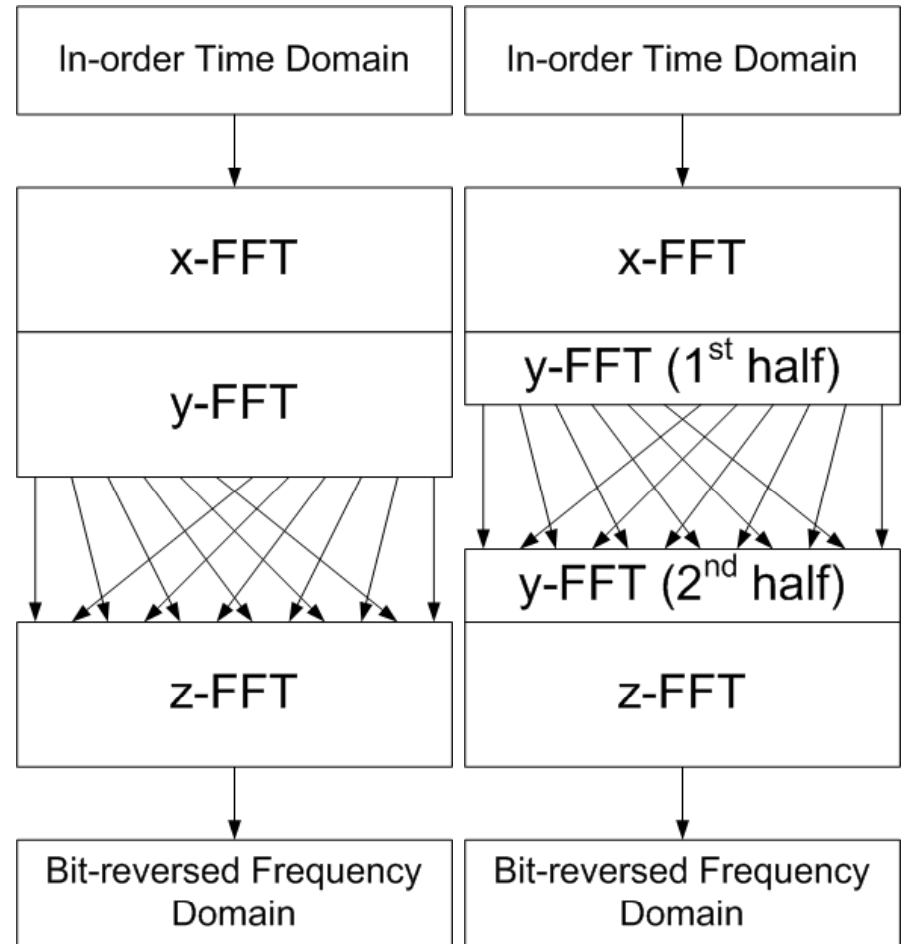 In-order Time Domain
x-FFT
y-FFT
z-FFT
Bit-reversed Frequency
Domain
In-order Time Domain
x-FFT
y-FFT (1st half)
y-FFT (2nd half)
z-FFT
Bit-reversed Frequency
Domain